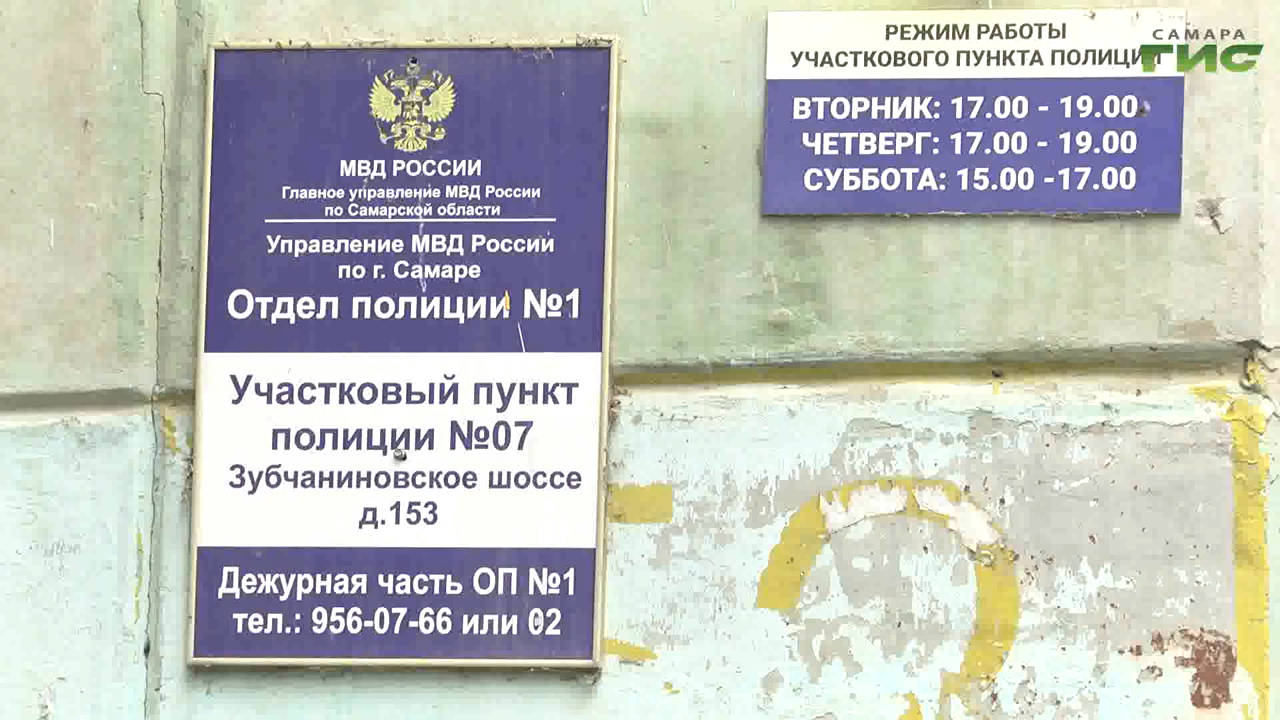 МВД РОССИИ
Главное управление МВД России
по Самарской области
Управление МВД России
по г. Самаре
Отдел полиции №1
Участковый пункт
полиции №07
Зубчаниновское шоссе
д.153
Дежурная часть ОП №1
тел.: 956-07-66 или 02
РЕЖИМ РАБОТЫ
УЧАСТКОВОГО ПУНКТА ПОЛИЦИИ
ВТОРНИК: 17.00 - 19.00
ЧЕТВЕРГ: 17.00 - 19.00
СУББОТА: 15.00 -17.00
САМАРА
ГИС